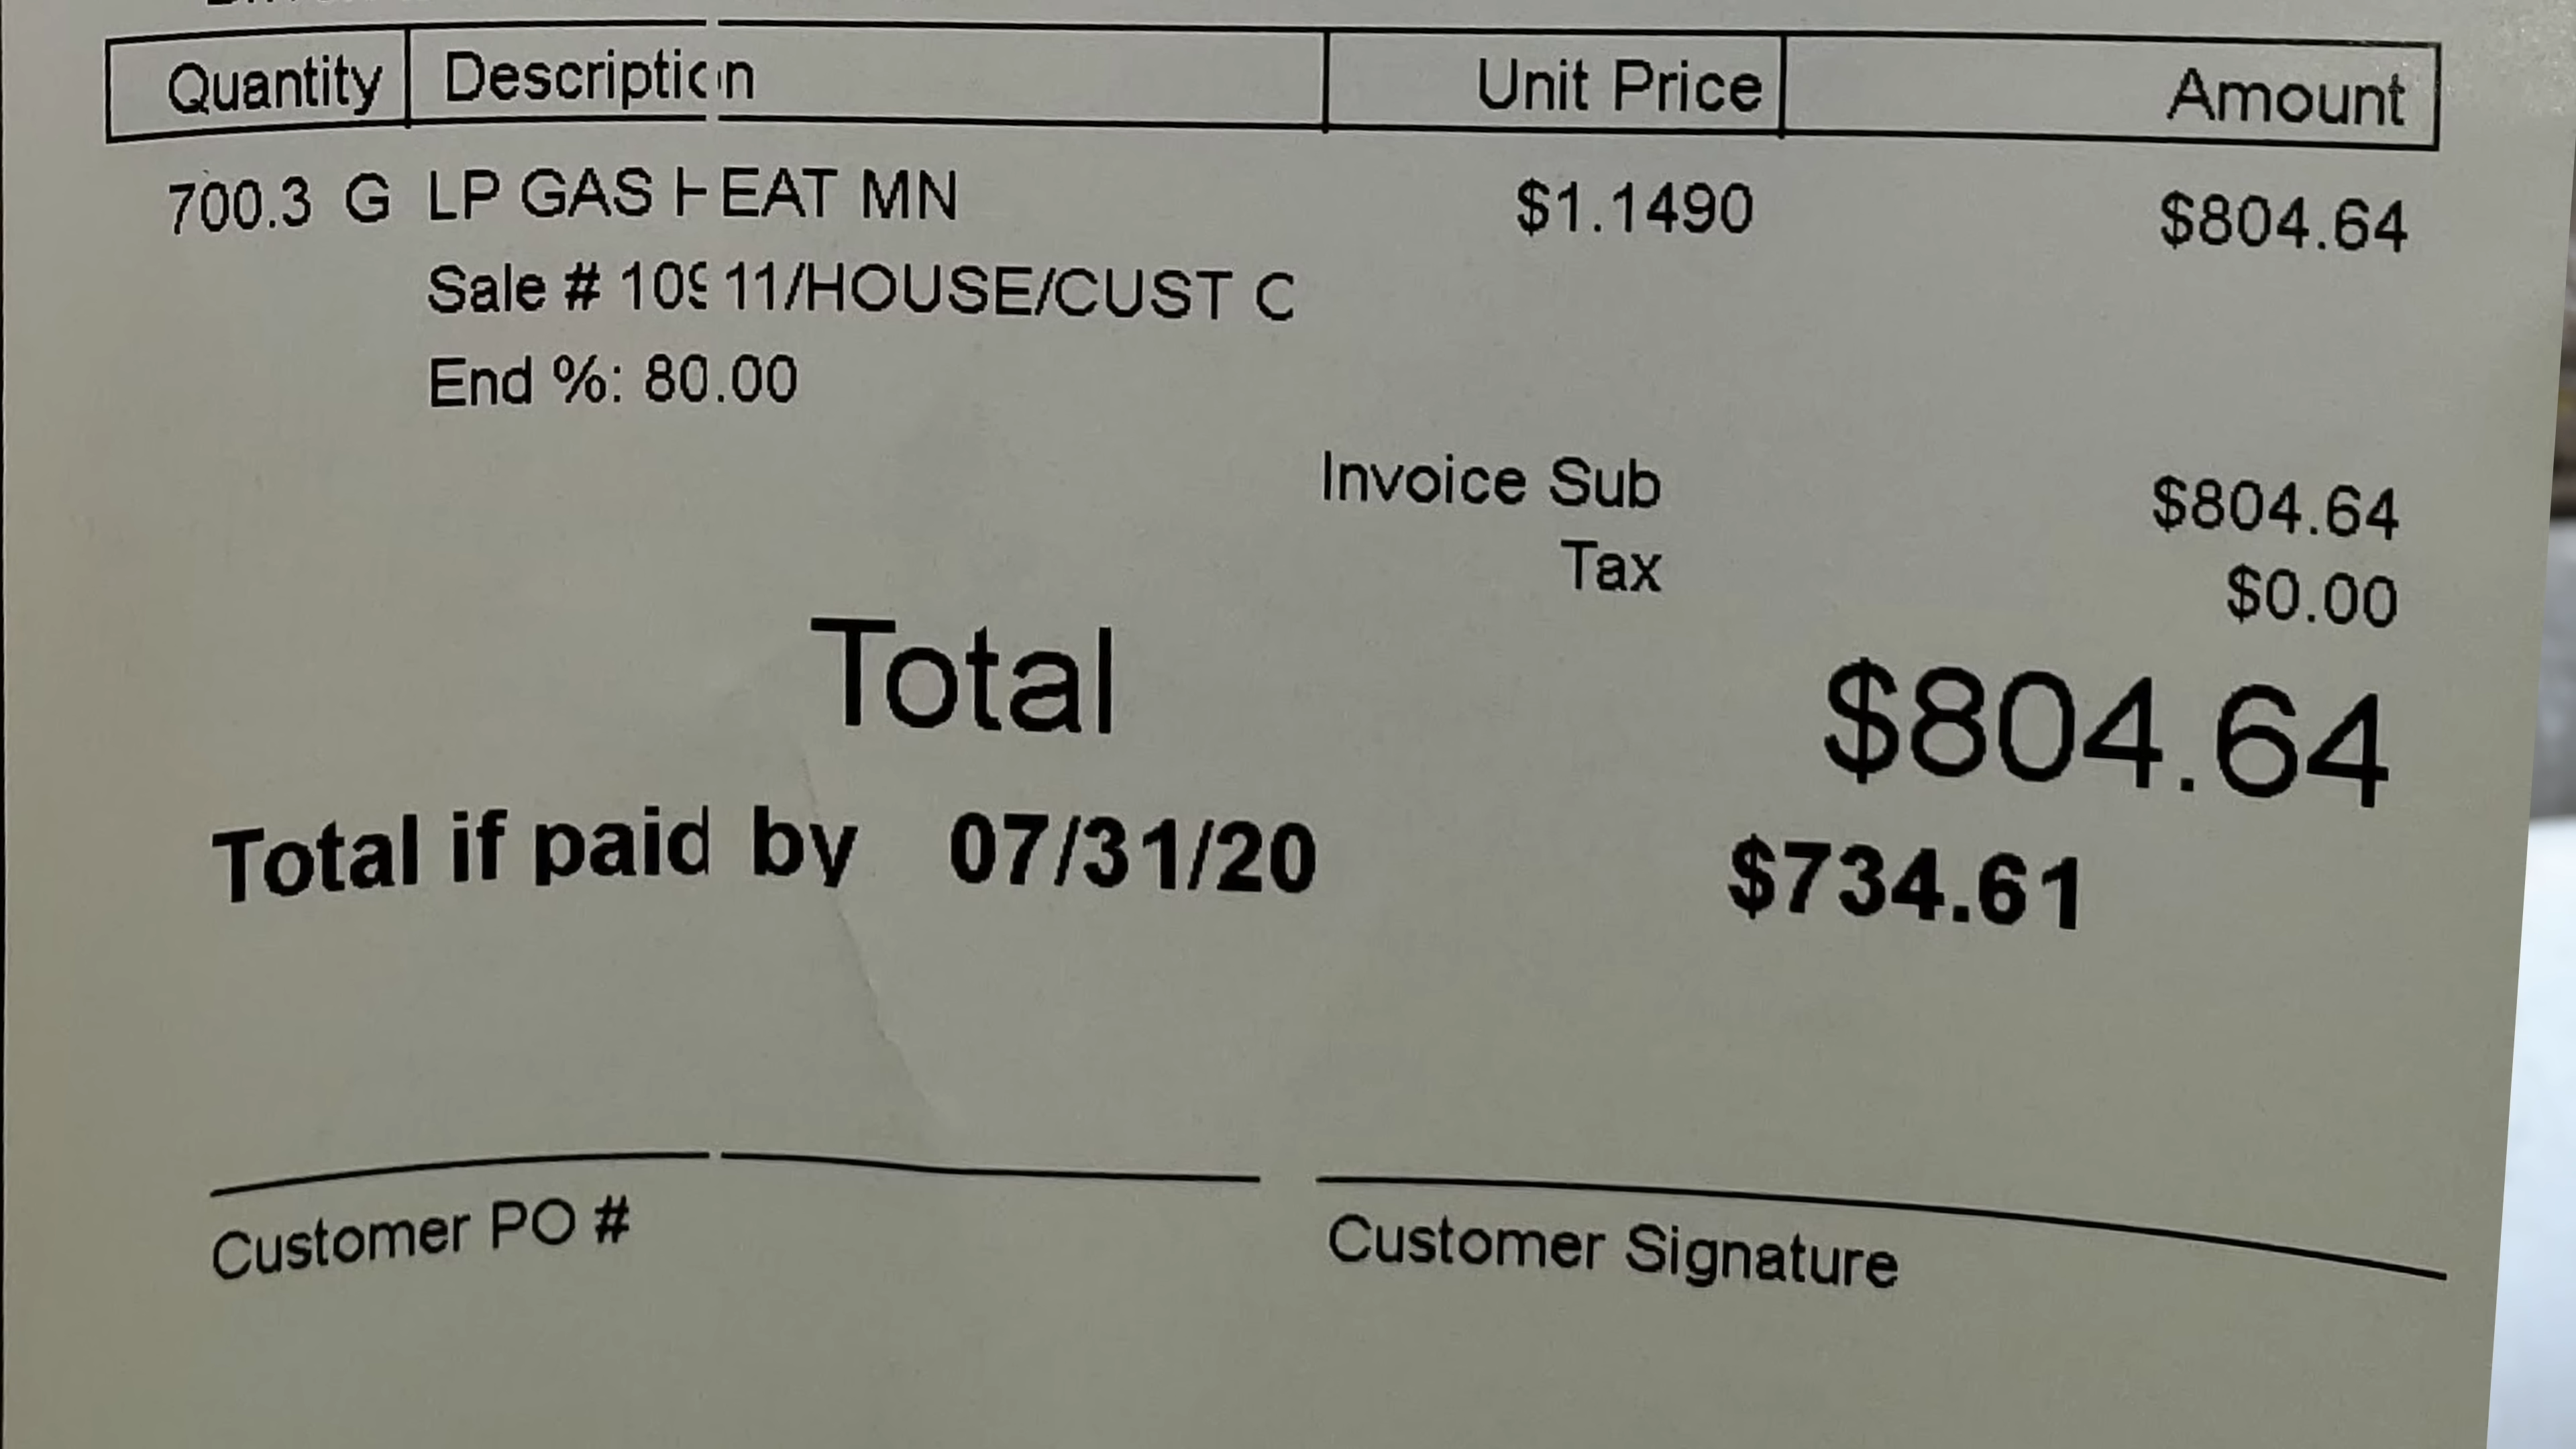 Quantity Description Unit Price Amount
700.3 G LP GAS HEAT MN $1.1490 $804.64
Sale # 10911/HOUSE/CUST C
End %: 80.00
Invoice Sub $804.64
Tax $0.00
Total $804.64
Total if paid by 07/31/20 $734.61
Customer PO # Customer Signature